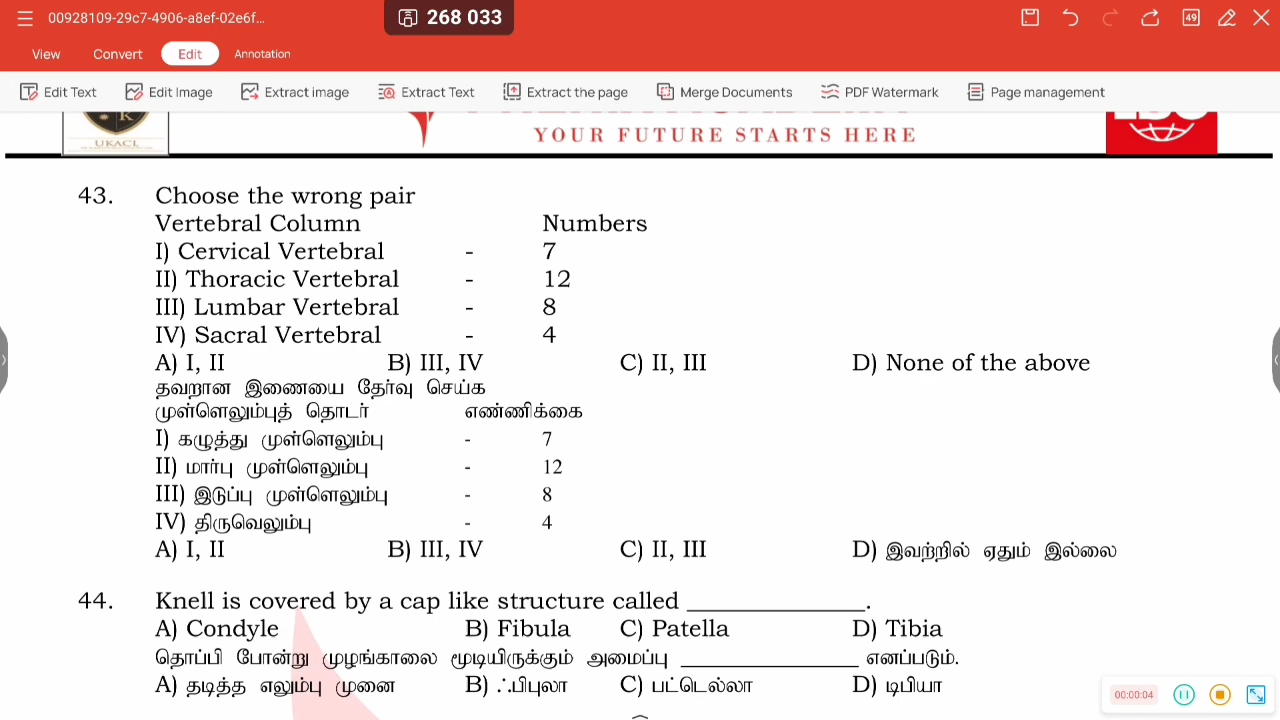 00928109-29c7-4906-a8ef-02e6f...
268 033
49
View Convert Edit Annotation
Edit Text Edit Image Extract image Extract Text Extract the page Merge Documents PDF Watermark Page management
UKACL
YOUR FUTURE STARTS HERE
43. Choose the wrong pair
Vertebral Column Numbers
I) Cervical Vertebral - 7
II) Thoracic Vertebral - 12
III) Lumbar Vertebral - 8
IV) Sacral Vertebral - 4
A) I, II B) III, IV C) II, III D) None of the above
தவறான இணையை தேர்வு செய்க
முள்ளெலும்புத் தொடர் எண்ணிக்கை
I) கழுத்து முள்ளெலும்பு - 7
II) மார்பு முள்ளெலும்பு - 12
III) இடுப்பு முள்ளெலும்பு - 8
IV) திருவெலும்பு - 4
A) I, II B) III, IV C) II, III D) இவற்றில் ஏதும் இல்லை
44. Knell is covered by a cap like structure called ______________.
A) Condyle B) Fibula C) Patella D) Tibia
தொப்பி போன்று முழங்காலை மூடியிருக்கும் அமைப்பு ______________ எனப்படும்.
A) தடித்த எலும்பு முனை B) ஃபிபுலா C) பட்டெல்லா D) டிபியா
00:00:04